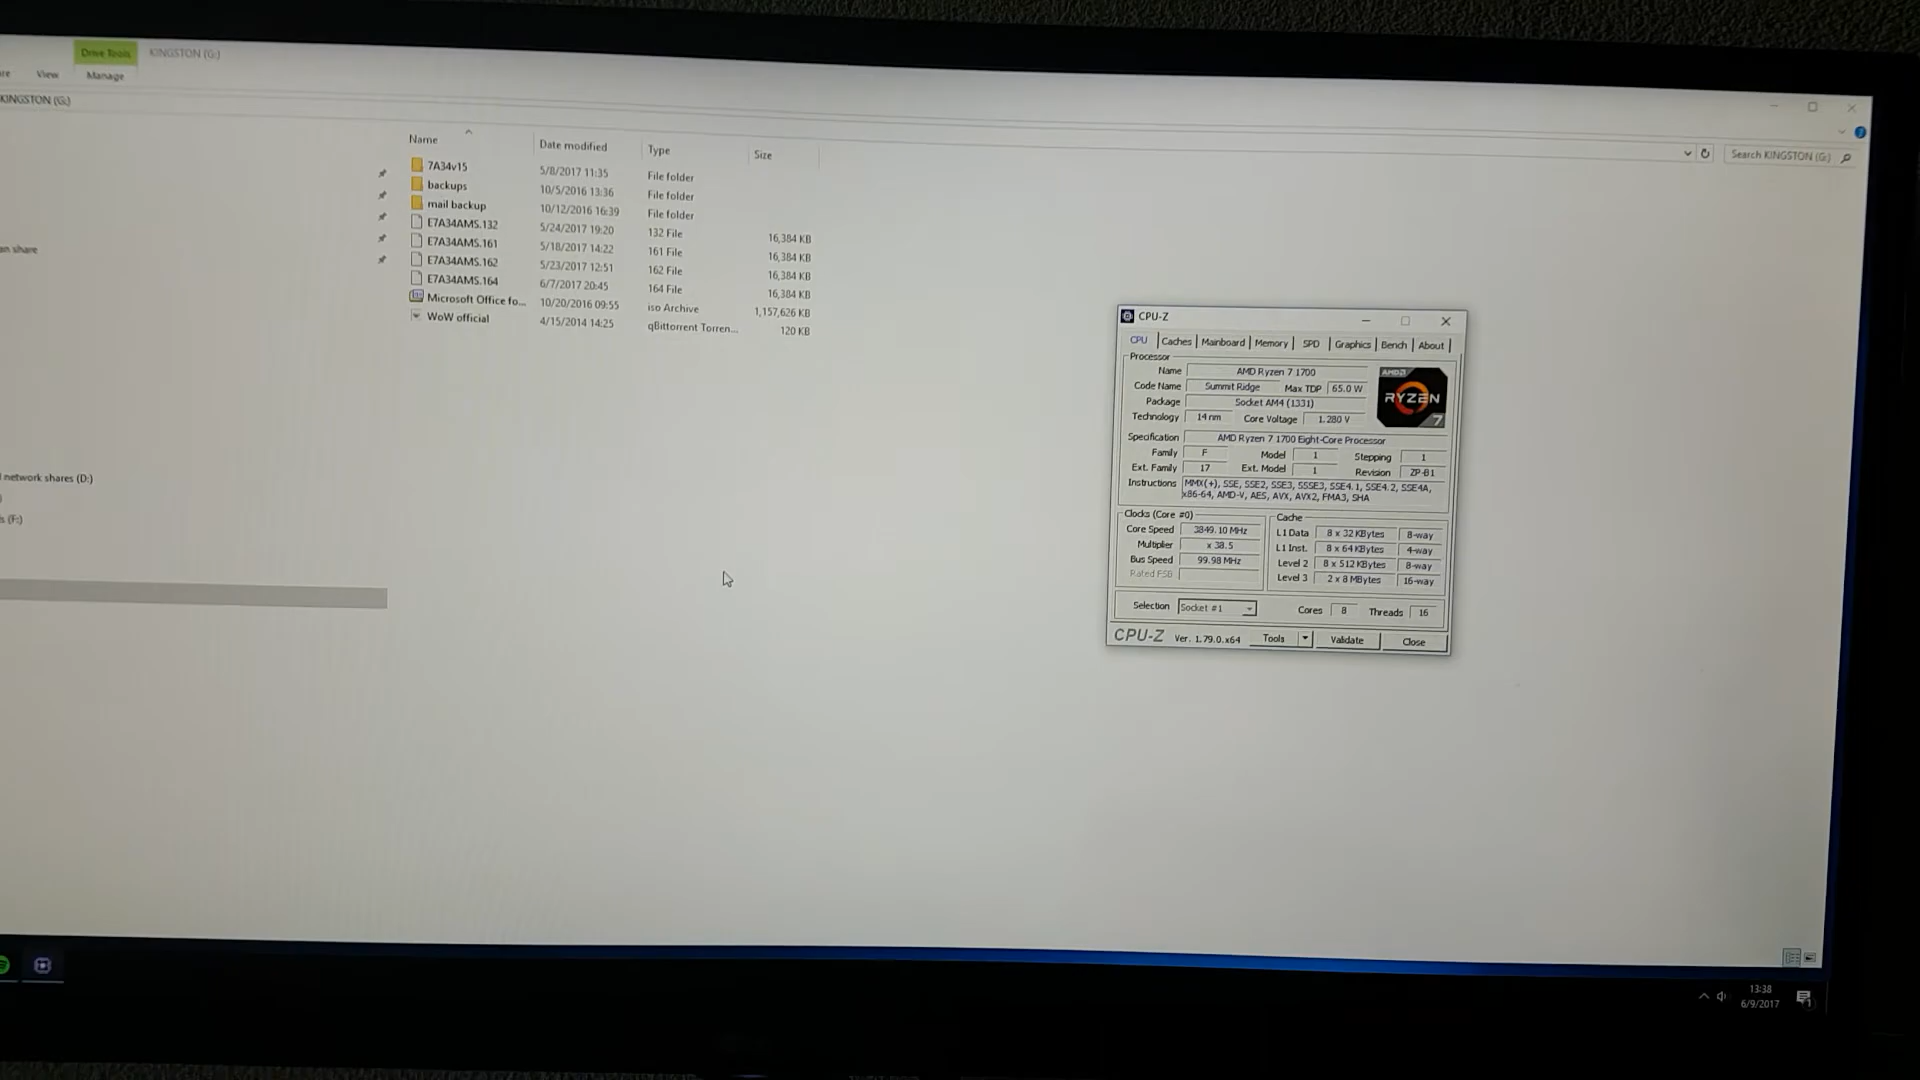 Drive Tools KINGSTON (G:)
View Manage
KINGSTON (G:)
Search KINGSTON (G:)
Name Date modified Type Size
7A34v15 5/8/2017 11:35 File folder
backups 10/5/2016 13:36 File folder
mail backup 10/12/2016 16:39 File folder
E7A34AMS.132 5/24/2017 19:20 132 File 16,384 KB
E7A34AMS.161 5/18/2017 14:22 161 File 16,384 KB
E7A34AMS.162 5/23/2017 12:51 162 File 16,384 KB
E7A34AMS.164 6/7/2017 20:45 164 File 16,384 KB
Microsoft Office fo... 10/20/2016 09:55 iso Archive 1,157,626 KB
WoW official 4/15/2014 14:25 qBittorrent Torren... 120 KB
an share
network shares (D:)
s (F:)
CPU-Z
CPU Caches Mainboard Memory SPD Graphics Bench About
Processor
Name AMD Ryzen 7 1700
Code Name Summit Ridge Max TDP 65.0 W
Package Socket AM4 (1331)
Technology 14 nm Core Voltage 1.280 V
AMD
RYZEN
7
Specification AMD Ryzen 7 1700 Eight-Core Processor
Family F Model 1 Stepping 1
Ext. Family 17 Ext. Model 1 Revision ZP-B1
Instructions MMX(+), SSE, SSE2, SSE3, SSSE3, SSE4.1, SSE4.2, SSE4A,
x86-64, AMD-V, AES, AVX, AVX2, FMA3, SHA
Clocks (Core #0)
Core Speed 3849.10 MHz
Multiplier x 38.5
Bus Speed 99.98 MHz
Rated FSB
Cache
L1 Data 8 x 32 KBytes 8-way
L1 Inst. 8 x 64 KBytes 4-way
Level 2 8 x 512 KBytes 8-way
Level 3 2 x 8 MBytes 16-way
Selection Socket #1 Cores 8 Threads 16
CPU-Z Ver. 1.79.0.x64 Tools Validate Close
13:38
6/9/2017